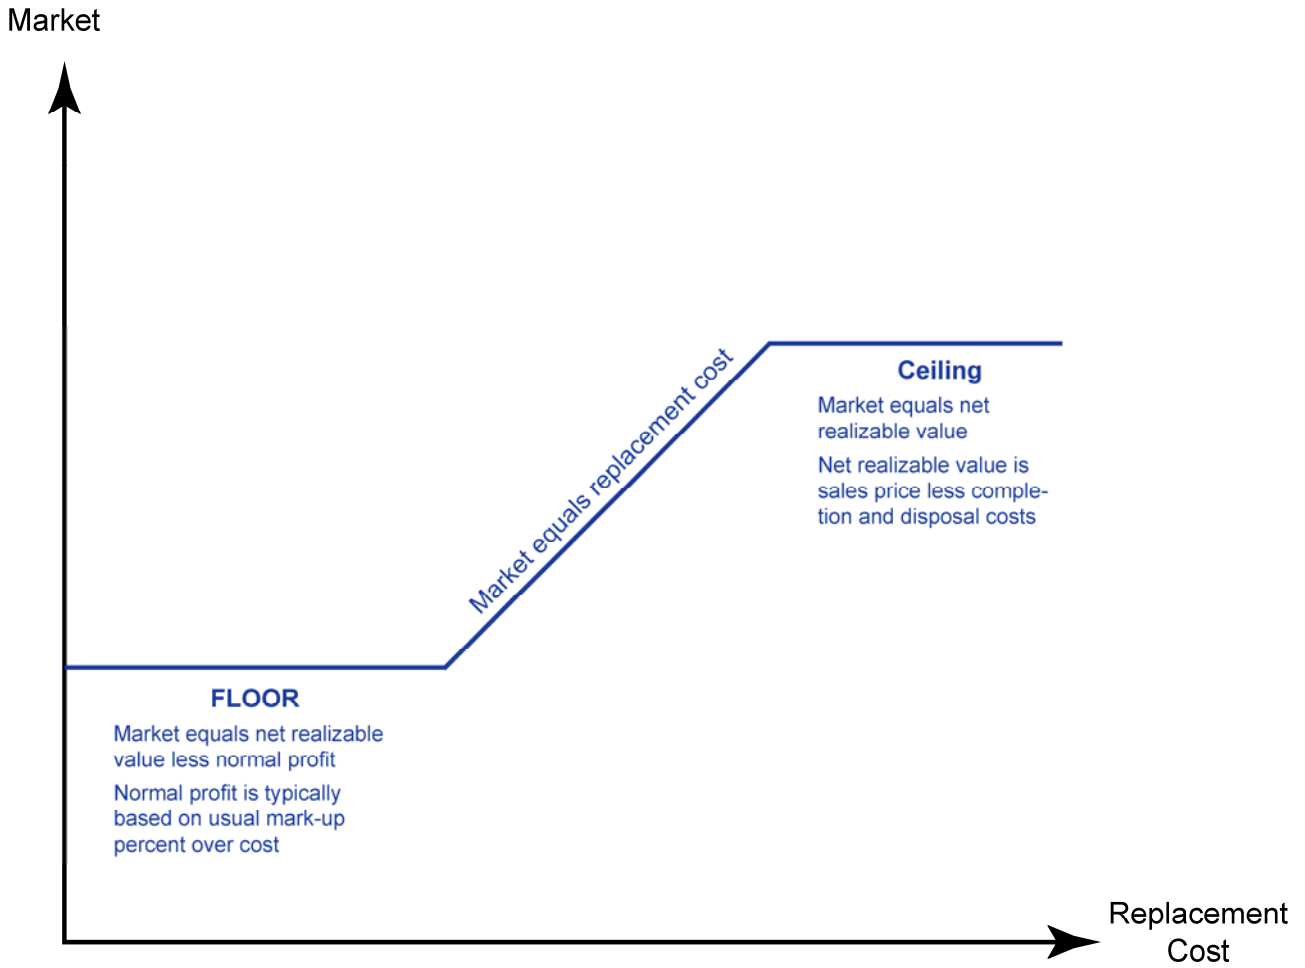 Market
Market equals replacement cost
Ceiling
Market equals net
realizable value
Net realizable value is
sales price less comple-
tion and disposal costs
FLOOR
Market equals net realizable
value less normal profit
Normal profit is typically
based on usual mark-up
percent over cost
Replacement
Cost